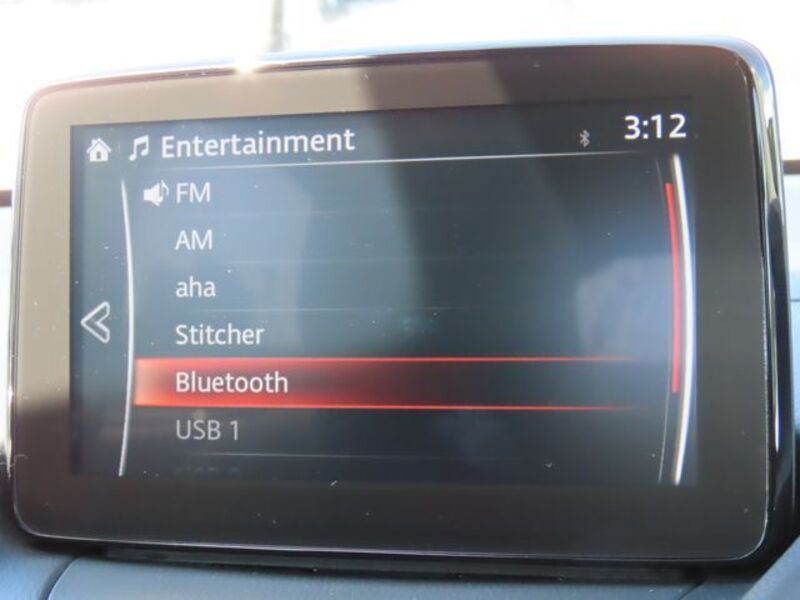 Entertainment 3:12
FM
AM
aha
Stitcher
Bluetooth
USB 1